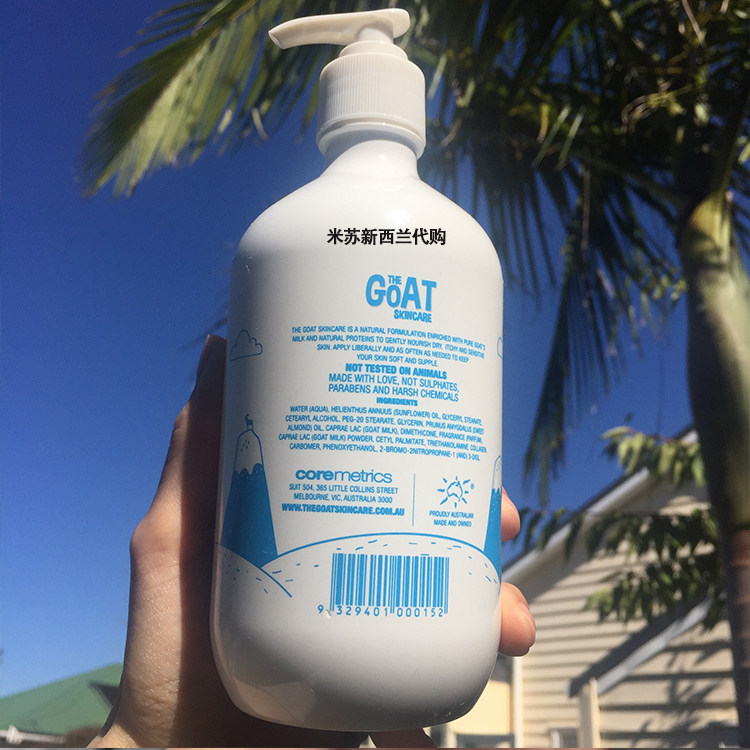 米苏新西兰代购
THE
GOAT
SKINCARE
THE GOAT SKINCARE IS A NATURAL FORMULATION ENRICHED WITH PURE GOAT'S
MILK AND NATURAL PROTEINS TO GENTLY NOURISH DRY, ITCHY AND SENSITIVE
SKIN. APPLY LIBERALLY AND AS OFTEN AS NEEDED TO KEEP
YOUR SKIN SOFT AND SUPPLE.
NOT TESTED ON ANIMALS
MADE WITH LOVE, NOT SULPHATES,
PARABENS AND HARSH CHEMICALS
INGREDIENTS
WATER (AQUA), HELIENTHUS ANNUUS (SUNFLOWER) OIL, GLYCERYL STEARATE,
CETEARYL ALCOHOL, PEG-20 STEARATE, GLYCERIN, PRUNUS AMYGDALUS (SWEET
ALMOND) OIL, CAPRAE LAC (GOAT MILK), DIMETHICONE, FRAGRANCE (PARFUM),
CAPRAE LAC (GOAT MILK) POWDER, CETYL PALMITATE, TRIETHANOLAMINE, COLLAGEN,
CARBOMER, PHENOXYETHANOL, 2-BROMO-2NITROPROPANE-1 (AND) 3-DIOL
coremetrics
SUIT 504, 365 LITTLE COLLINS STREET
MELBOURNE, VIC, AUSTRALIA 3000
WWW.THEGOATSKINCARE.COM.AU
PROUDLY AUSTRALIAN
MADE AND OWNED
9 329401 000152